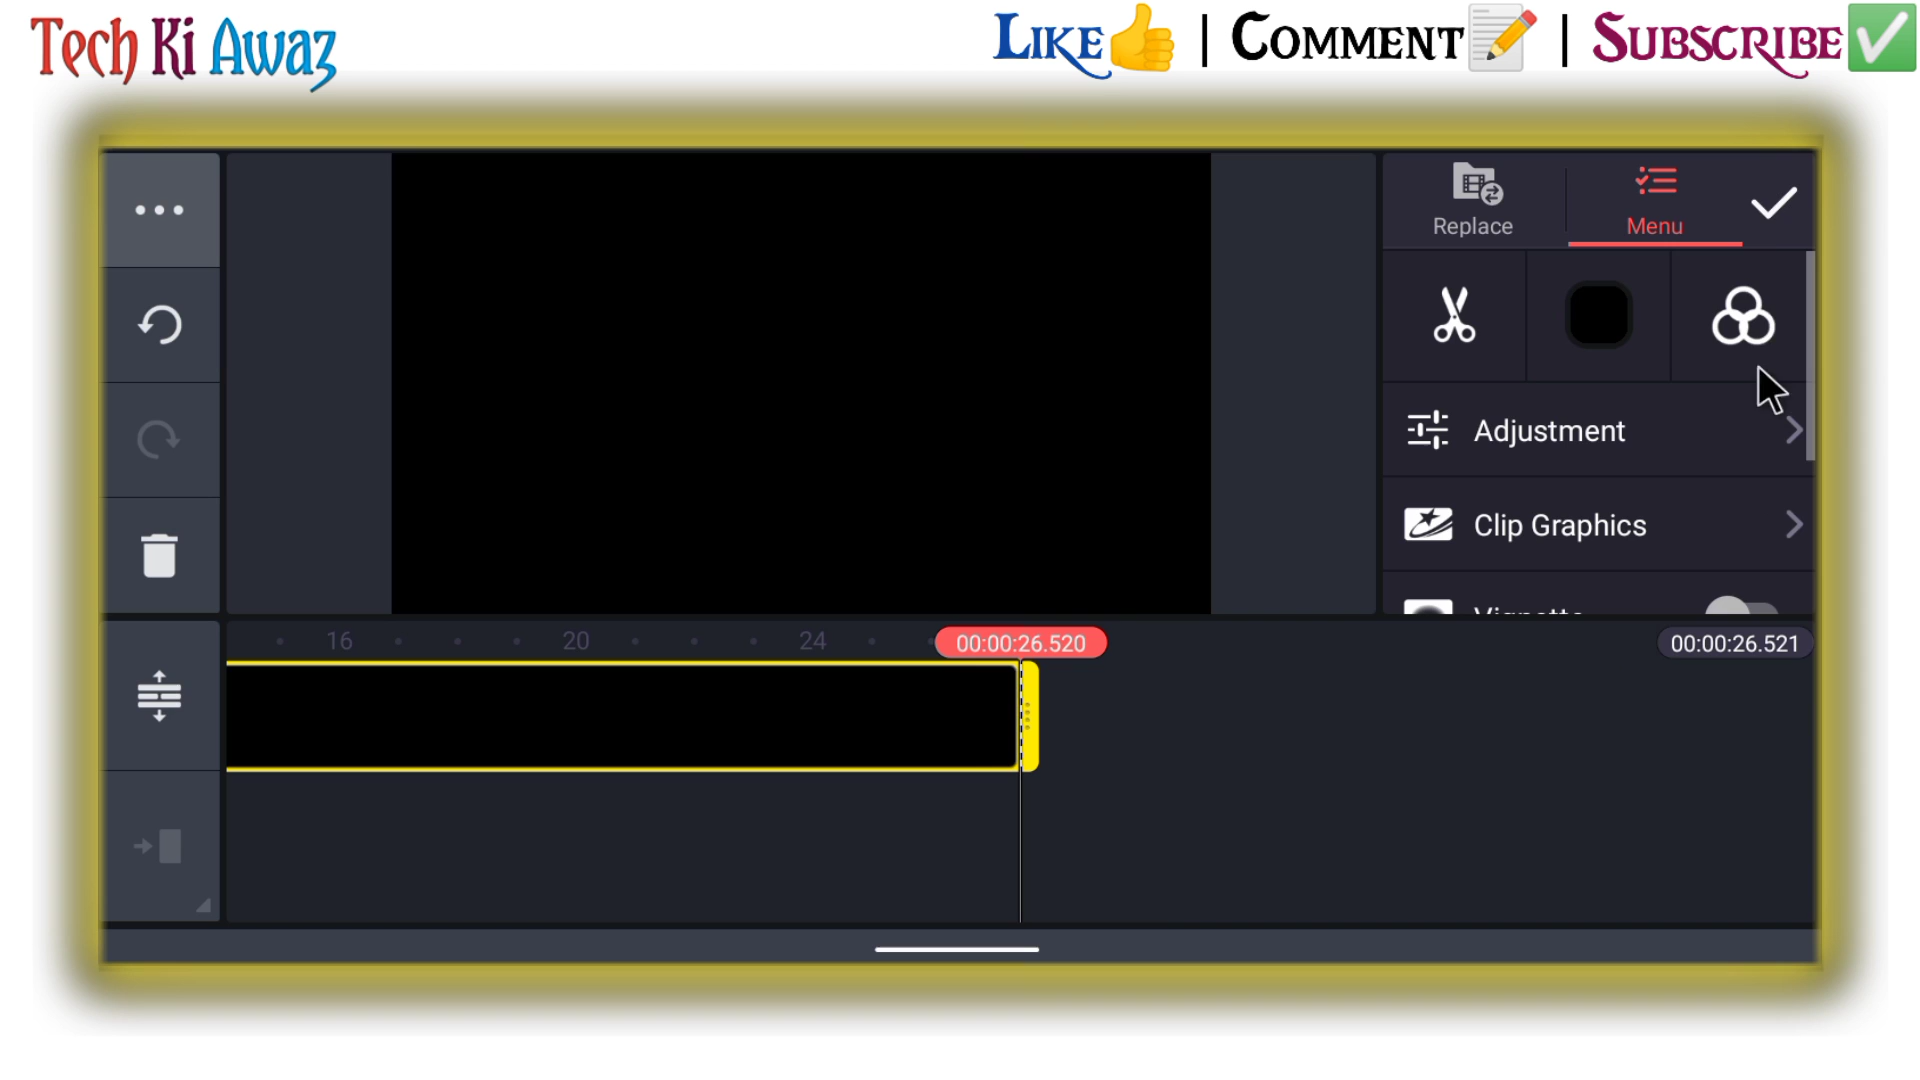 Tech Ki Awaz
LIKE👍 | COMMENT📝 | SUBSCRIBE✅
Replace
Menu
Adjustment
Clip Graphics
Vignette
16
20
24
00:00:26.520
00:00:26.521